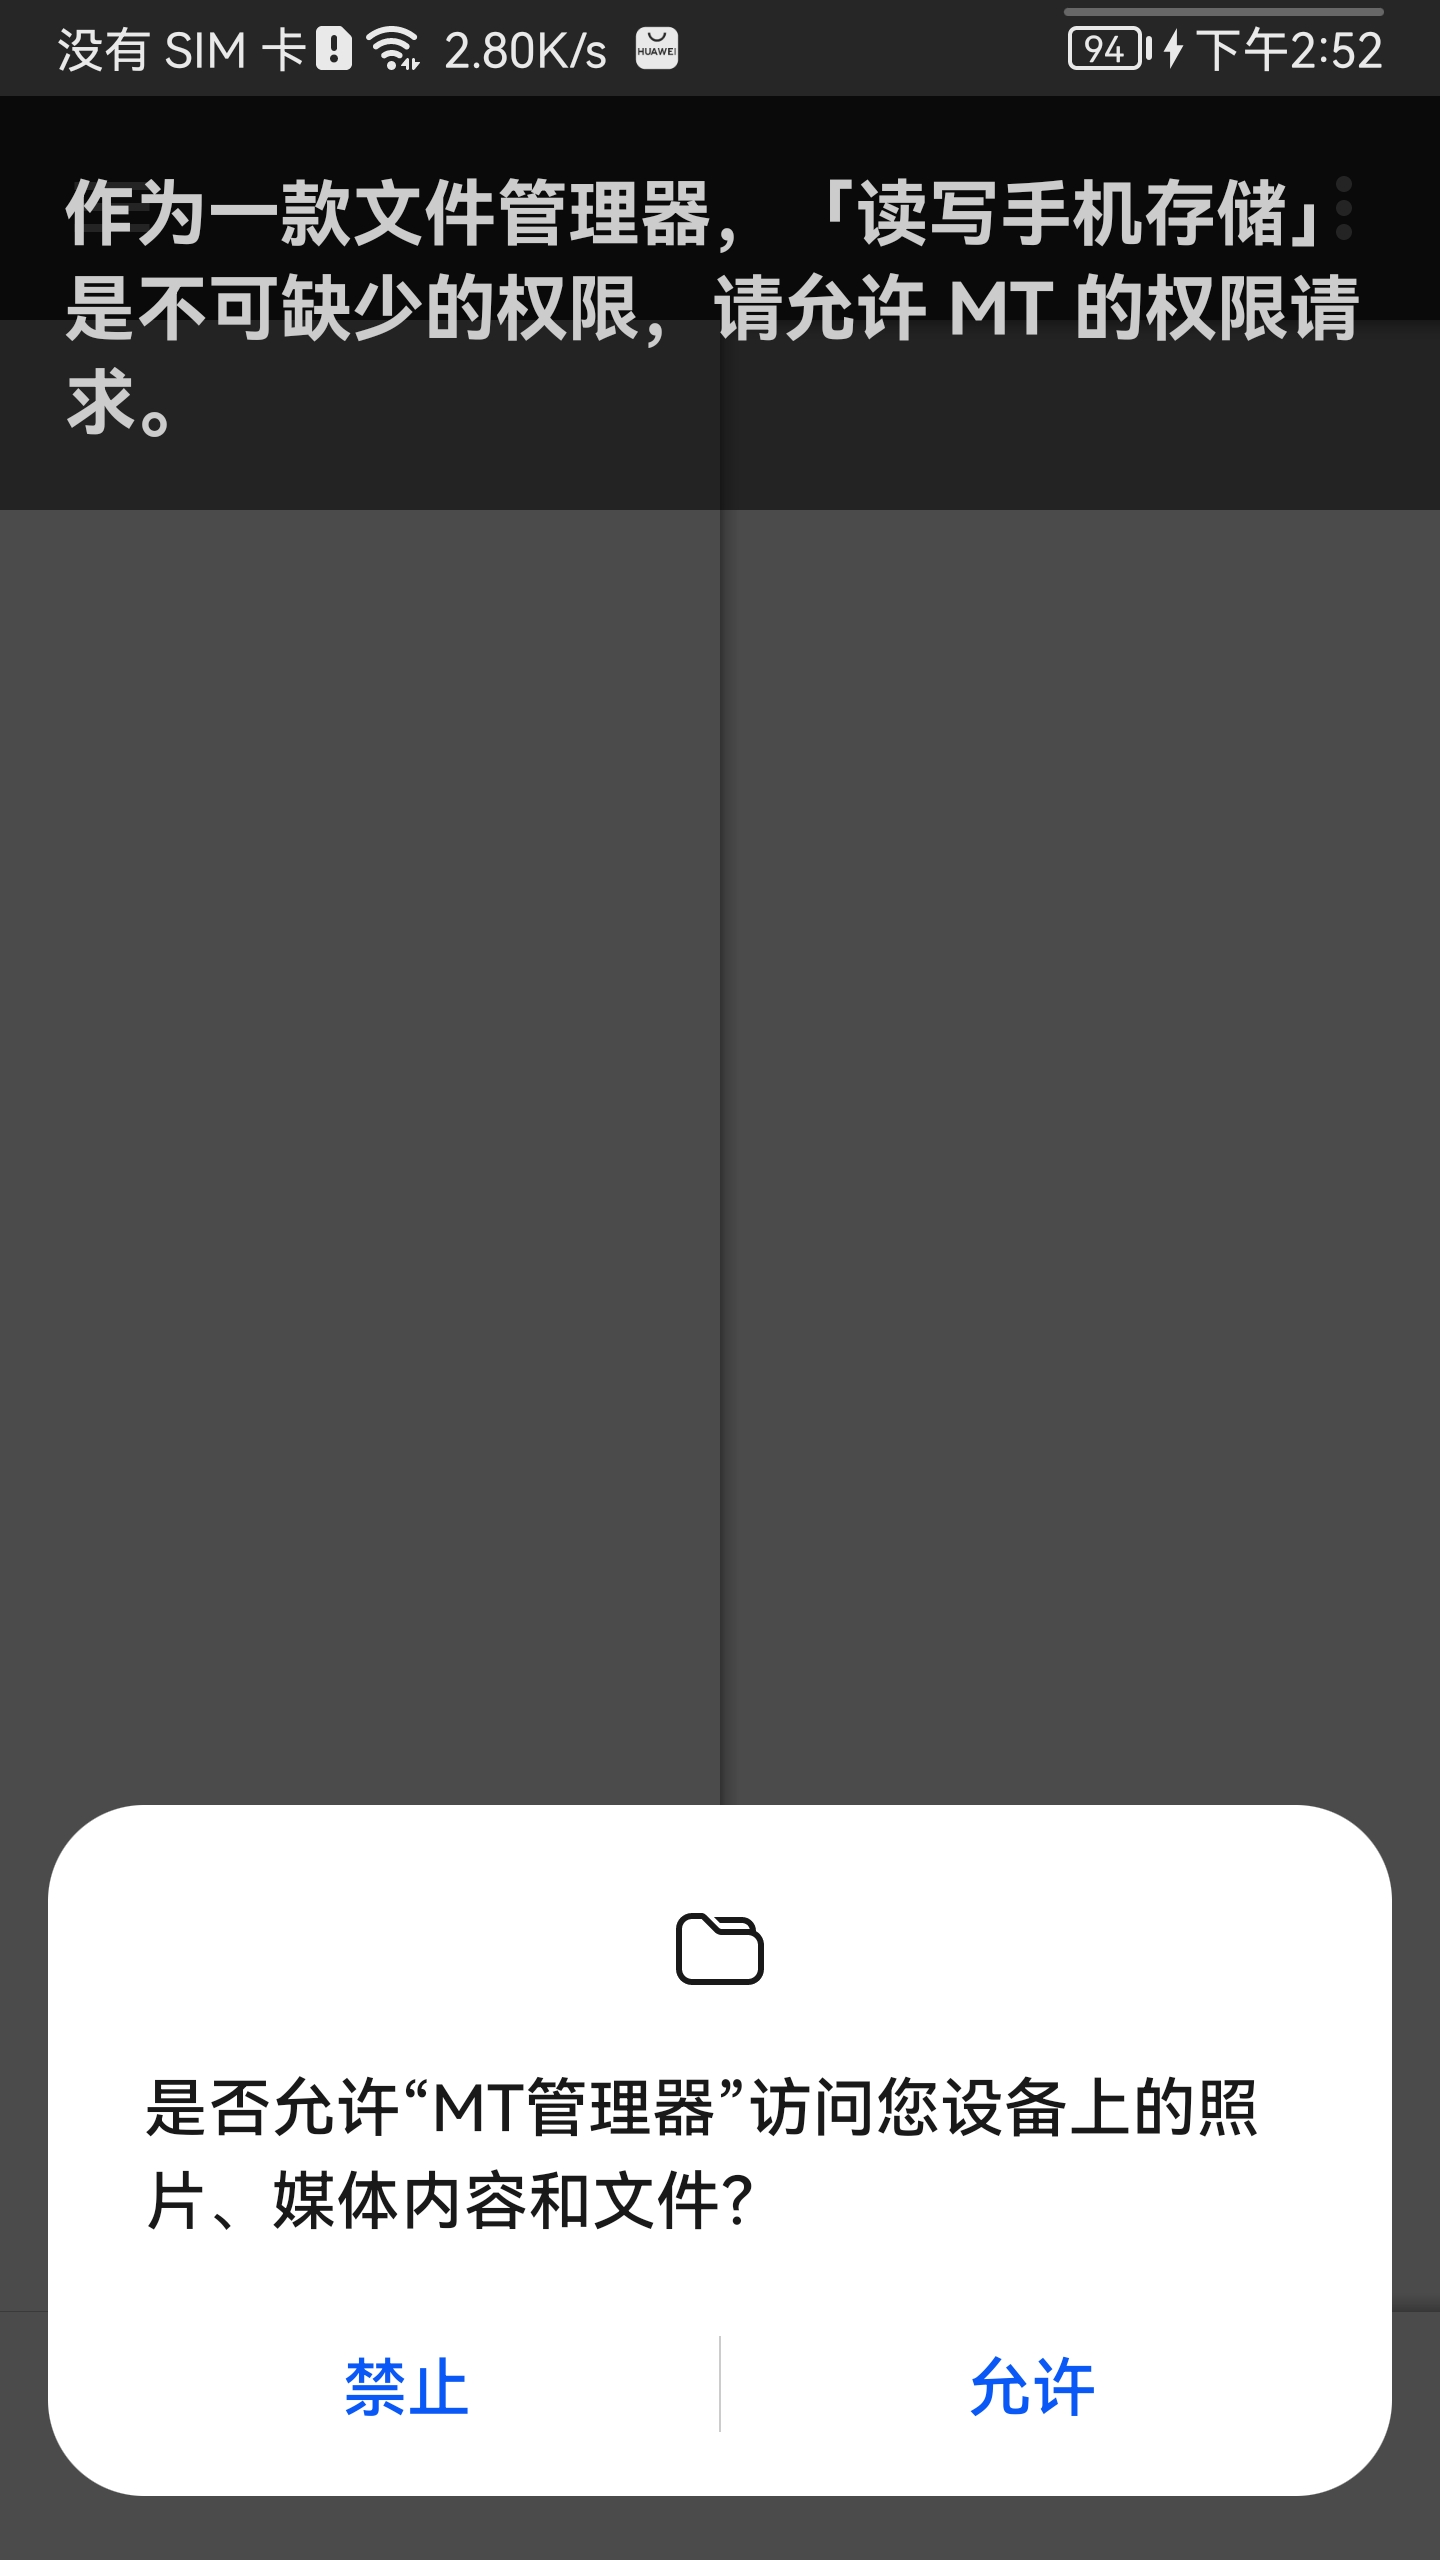 没有 SIM 卡 2.80K/s HUAWEI 94 下午2:52
作为一款文件管理器，「读写手机存储」
是不可缺少的权限，请允许 MT 的权限请
求。
是否允许“MT管理器”访问您设备上的照
片、媒体内容和文件？
禁止 允许